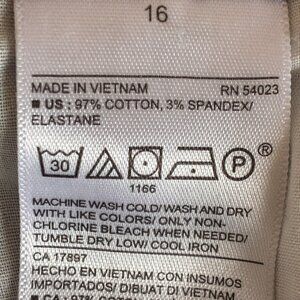 16
MADE IN VIETNAM RN 54023
■ US : 97% COTTON, 3% SPANDEX/
ELASTANE
30 P ®
1166
MACHINE WASH COLD/ WASH AND DRY
WITH LIKE COLORS/ ONLY NON-
CHLORINE BLEACH WHEN NEEDED/
TUMBLE DRY LOW/ COOL IRON
CA 17897
HECHO EN VIETNAM CON INSUMOS
IMPORTADOS/ DIBUAT DI VIETNAM